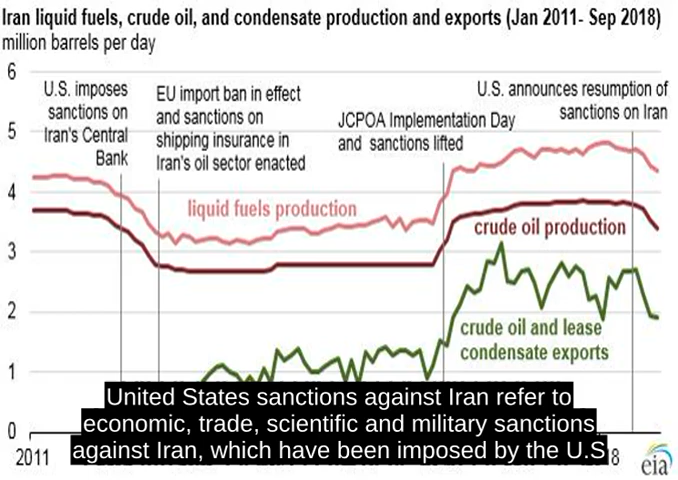 Iran liquid fuels, crude oil, and condensate production and exports (Jan 2011- Sep 2018)
million barrels per day
6
5
4
3
2
1
0
U.S. imposes
sanctions on
Iran's Central
Bank
EU import ban in effect
and sanctions on
shipping insurance in
Iran's oil sector enacted
JCPOA Implementation Day
and sanctions lifted
U.S. announces resumption of
sanctions on Iran
liquid fuels production
crude oil production
crude oil and lease
condensate exports
United States sanctions against Iran refer to
economic, trade, scientific and military sanctions
against Iran, which have been imposed by the U.S
2011
eia